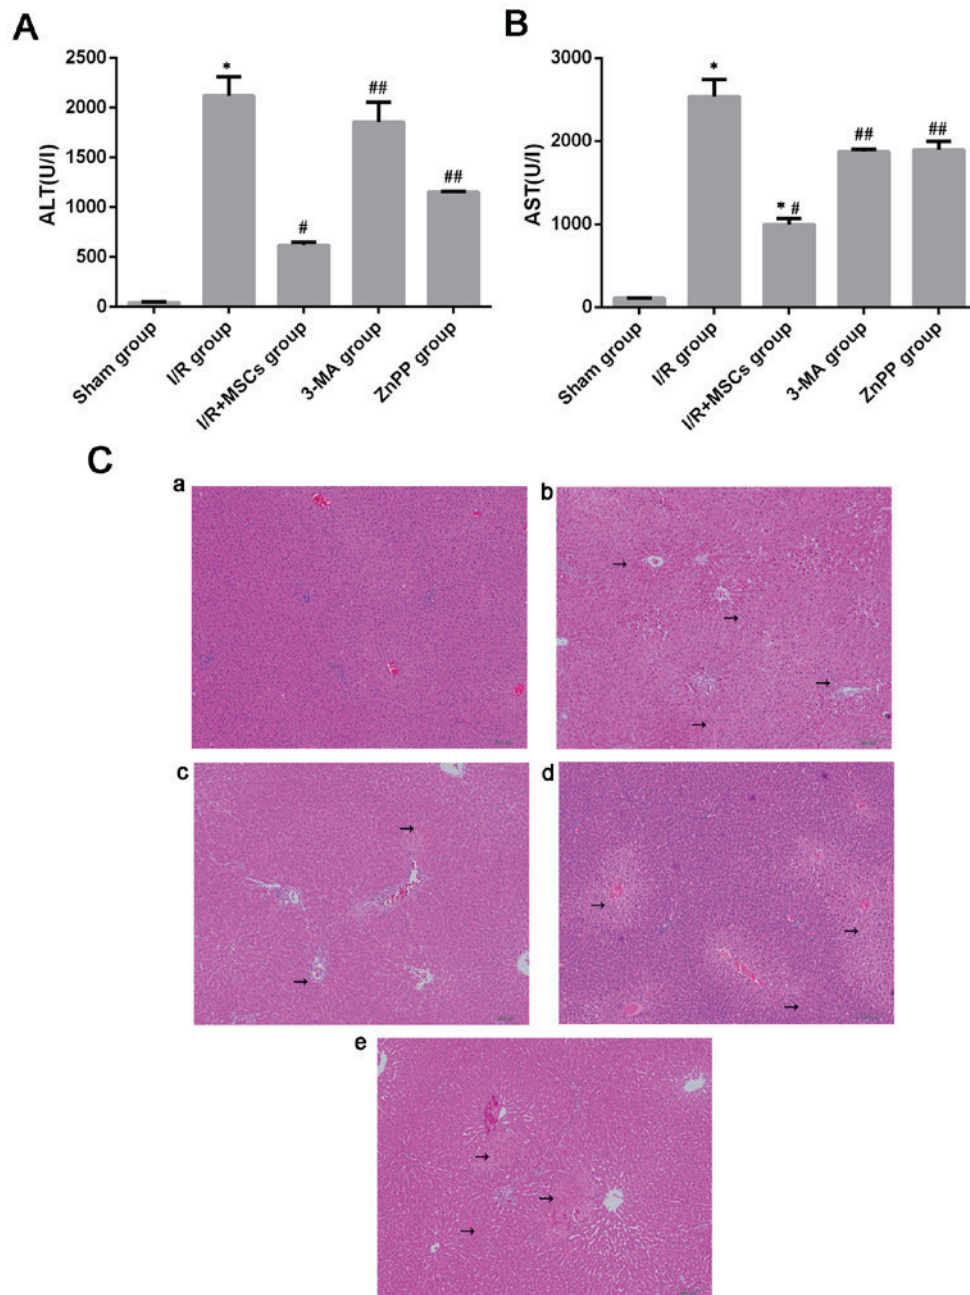 A
ALT(U/l)
2500
2000
1500
1000
500
0
*
#
##
##
Sham group
I/R group
I/R+MSCs group
3-MA group
ZnPP group
B
AST(U/l)
3000
2000
1000
0
*
* #
##
##
Sham group
I/R group
I/R+MSCs group
3-MA group
ZnPP group
C
a
b
c
d
e